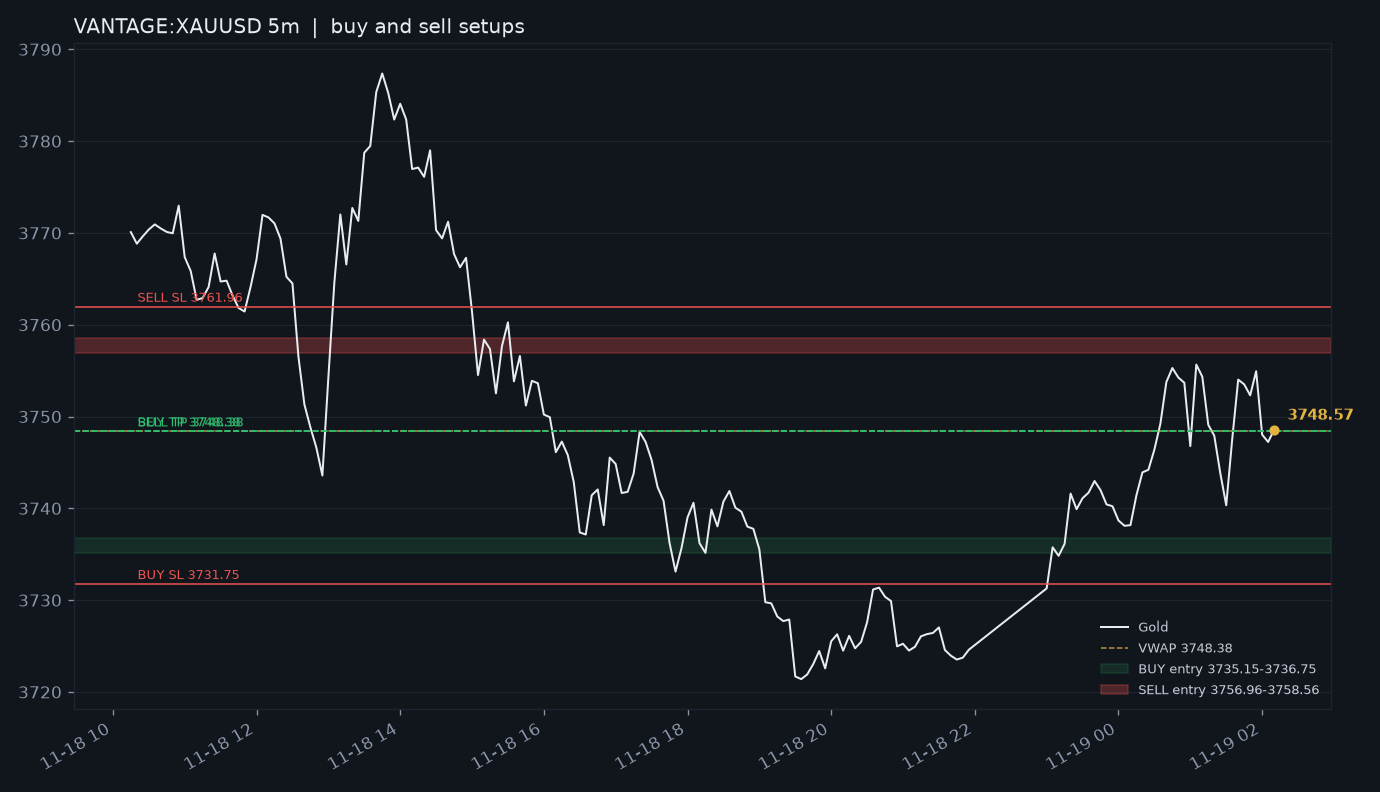 VANTAGE:XAUUSD 5m | buy and sell setups
3790
3780
3770
3760
3750
3740
3730
3720
SELL SL 3761.96
3748.57
BUY SL 3731.75
Gold
VWAP 3748.38
BUY entry 3735.15-3736.75
SELL entry 3756.96-3758.56
11-18 10
11-18 12
11-18 14
11-18 16
11-18 18
11-18 20
11-18 22
11-19 00
11-19 02